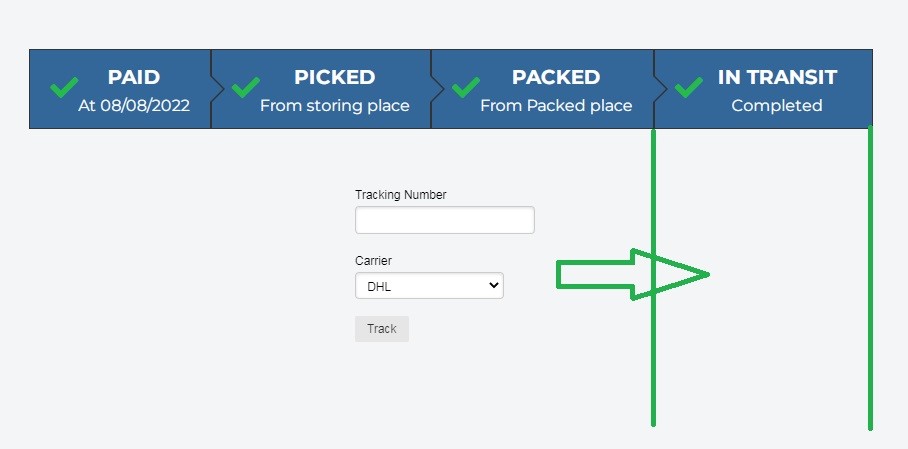 PAID
At 08/08/2022
PICKED
From storing place
PACKED
From Packed place
IN TRANSIT
Completed
Tracking Number
Carrier
DHL
Track